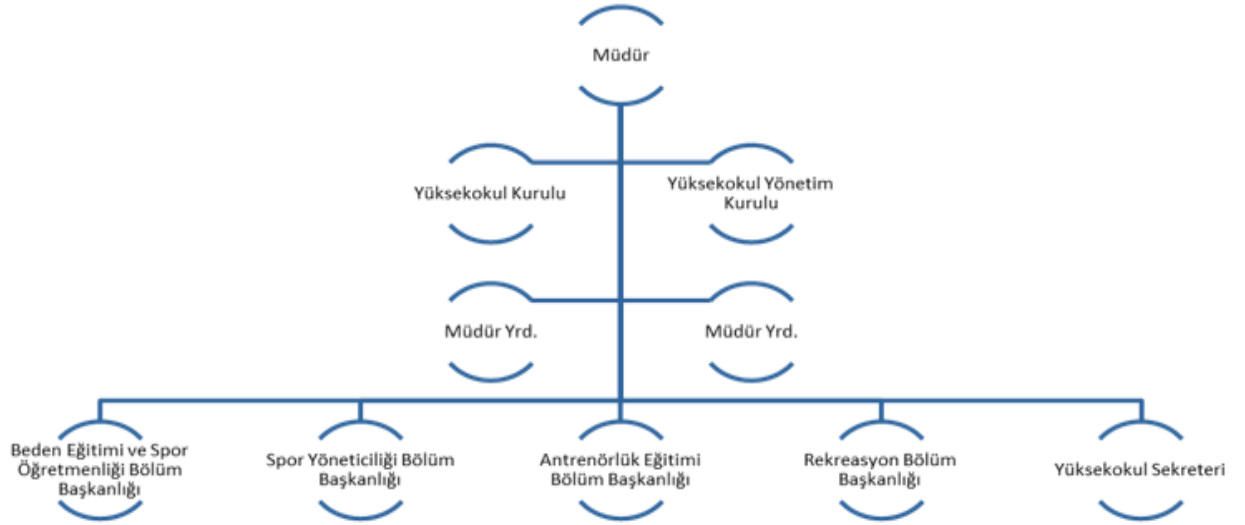 Müdür
Yüksekokul Kurulu
Yüksekokul Yönetim
Kurulu
Müdür Yrd.
Müdür Yrd.
Beden Eğitimi ve Spor
Öğretmenliği Bölüm
Başkanlığı
Spor Yöneticiliği Bölüm
Başkanlığı
Antrenörlük Eğitimi
Bölüm Başkanlığı
Rekreasyon Bölüm
Başkanlığı
Yüksekokul Sekreteri